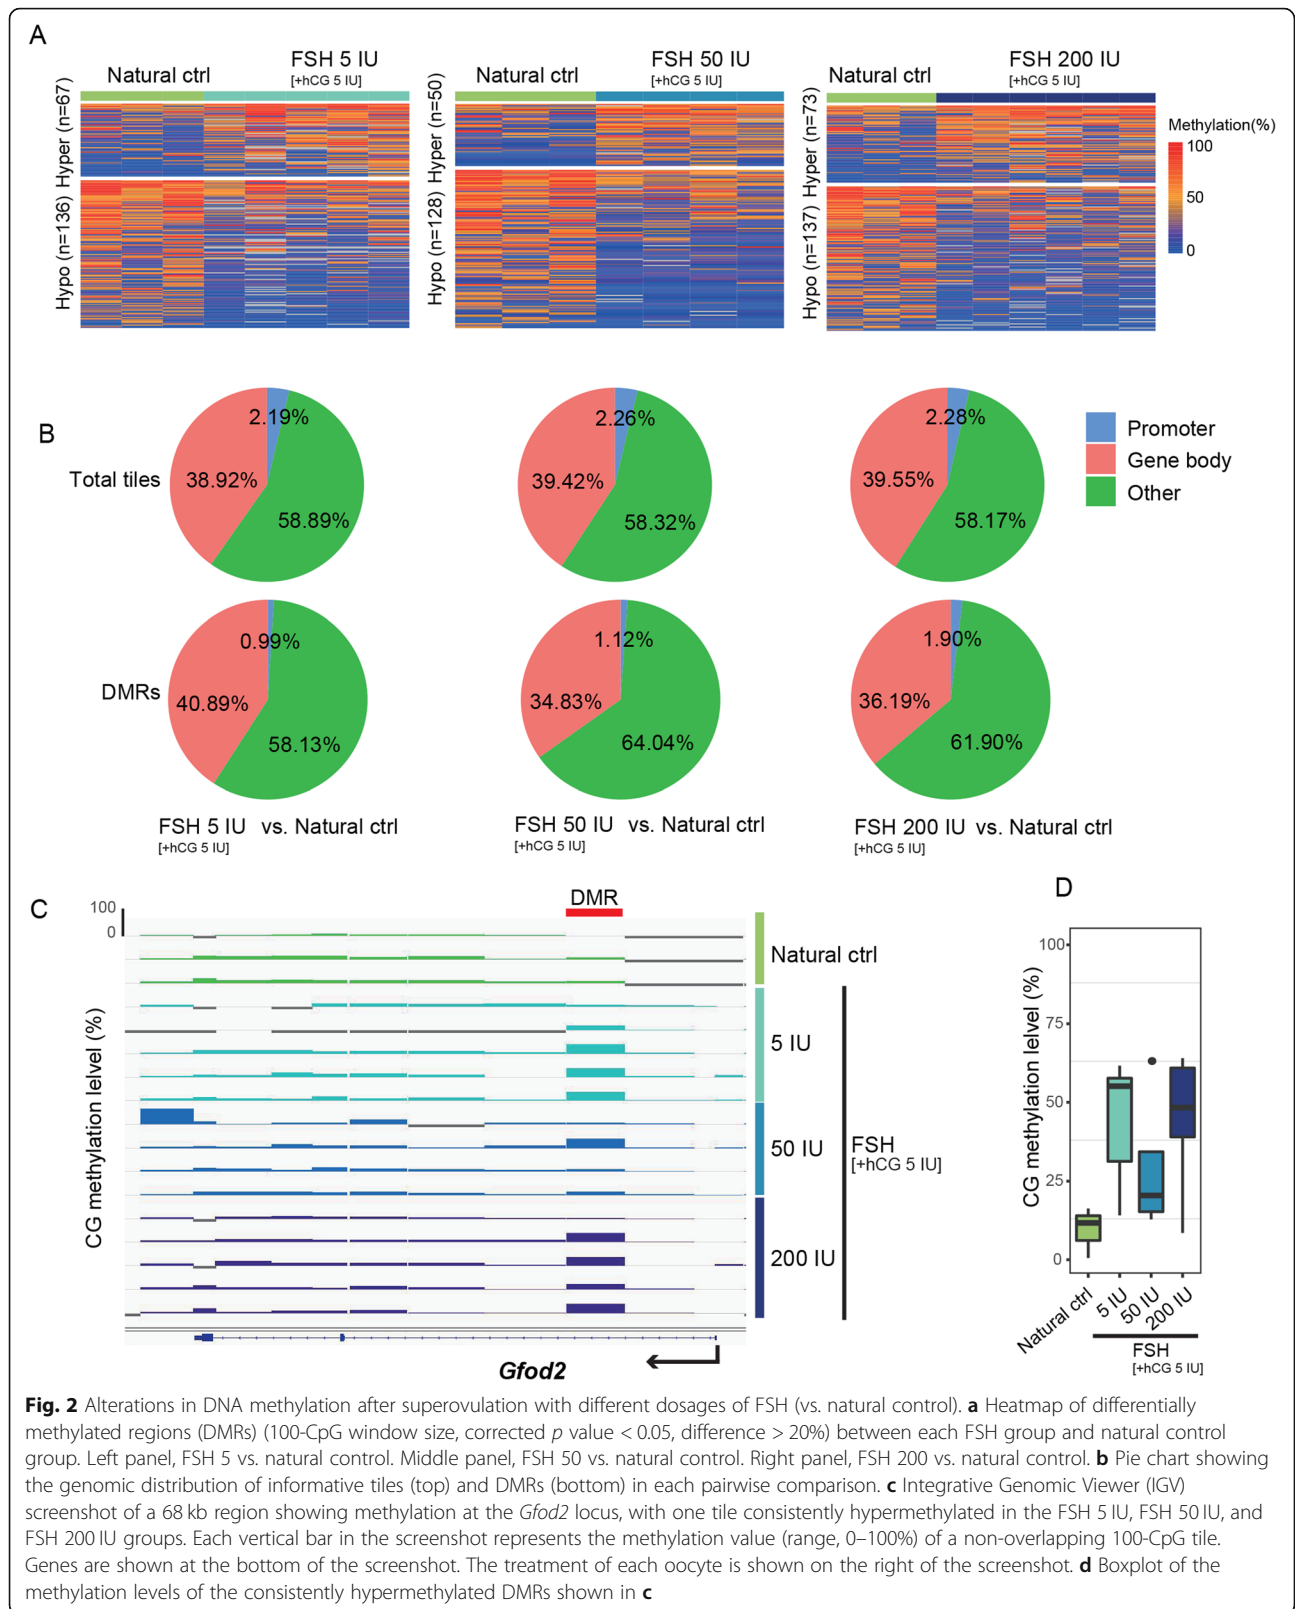 A
Natural ctrl
FSH 5 IU
[+hCG 5 IU]
Hyper (n=67)
Hypo (n=136)
Natural ctrl
FSH 50 IU
[+hCG 5 IU]
Hyper (n=50)
Hypo (n=128)
Natural ctrl
FSH 200 IU
[+hCG 5 IU]
Hyper (n=73)
Hypo (n=137)
Methylation(%)
100
50
0
B
Total tiles
2.19%
38.92%
58.89%
2.26%
39.42%
58.32%
2.28%
39.55%
58.17%
Promoter
Gene body
Other
DMRs
0.99%
40.89%
58.13%
1.12%
34.83%
64.04%
1.90%
36.19%
61.90%
FSH 5 IU vs. Natural ctrl
[+hCG 5 IU]
FSH 50 IU vs. Natural ctrl
[+hCG 5 IU]
FSH 200 IU vs. Natural ctrl
[+hCG 5 IU]
C
100
0
DMR
CG methylation lelvel (%)
Natural ctrl
5 IU
50 IU
200 IU
FSH
[+hCG 5 IU]
Gfod2
D
CG methylation lelvel (%)
100
75
50
25
0
Natural ctrl
5 IU
50 IU
200 IU
FSH
[+hCG 5 IU]
Fig. 2 Alterations in DNA methylation after superovulation with different dosages of FSH (vs. natural control). a Heatmap of differentially
methylated regions (DMRs) (100-CpG window size, corrected p value < 0.05, difference > 20%) between each FSH group and natural control
group. Left panel, FSH 5 vs. natural control. Middle panel, FSH 50 vs. natural control. Right panel, FSH 200 vs. natural control. b Pie chart showing
the genomic distribution of informative tiles (top) and DMRs (bottom) in each pairwise comparison. c Integrative Genomic Viewer (IGV)
screenshot of a 68 kb region showing methylation at the Gfod2 locus, with one tile consistently hypermethylated in the FSH 5 IU, FSH 50 IU, and
FSH 200 IU groups. Each vertical bar in the screenshot represents the methylation value (range, 0–100%) of a non-overlapping 100-CpG tile.
Genes are shown at the bottom of the screenshot. The treatment of each oocyte is shown on the right of the screenshot. d Boxplot of the
methylation levels of the consistently hypermethylated DMRs shown in c